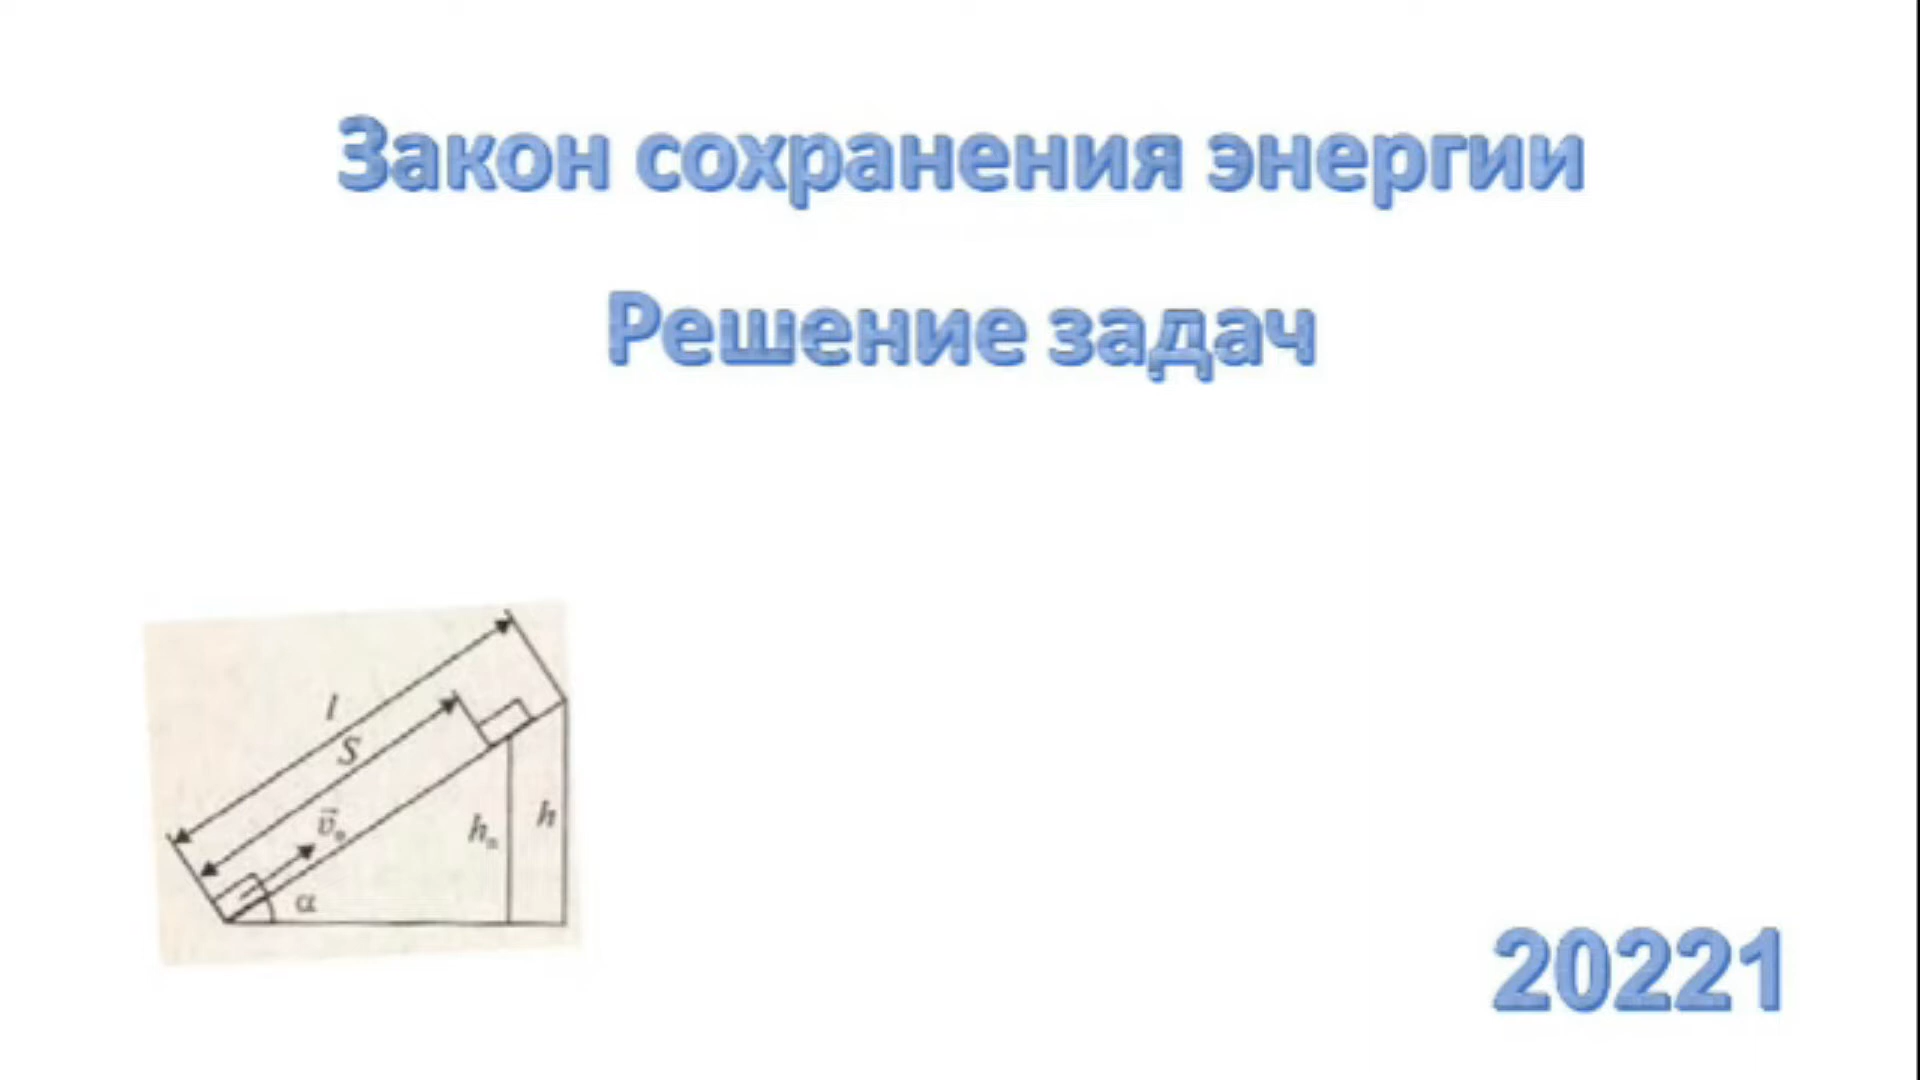 Закон сохранения энергии
Решение задач
l
S
v
α
h
h
20221